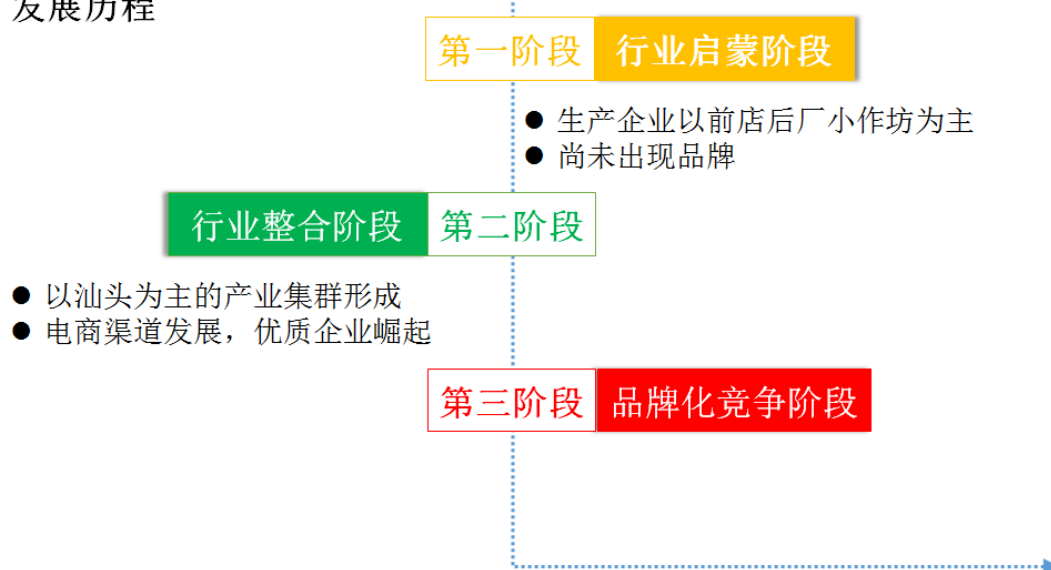 发展历程
第一阶段 行业启蒙阶段
● 生产企业以前店后厂小作坊为主
● 尚未出现品牌
行业整合阶段 第二阶段
● 以汕头为主的产业集群形成
● 电商渠道发展，优质企业崛起
第三阶段 品牌化竞争阶段